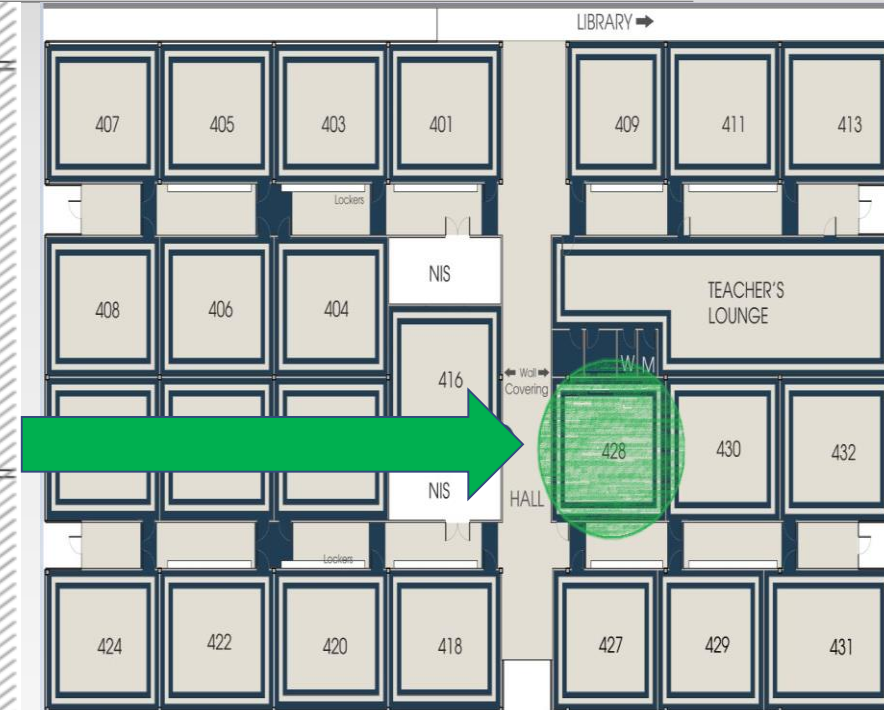 LIBRARY ➡
407 405 403 401 409 411 413
Lockers
NIS
408 406 404
TEACHER'S
LOUNGE
416
W M
⬅ Wall ➡
Covering
428 430 432
NIS
HALL
Lockers
424 422 420 418 427 429 431